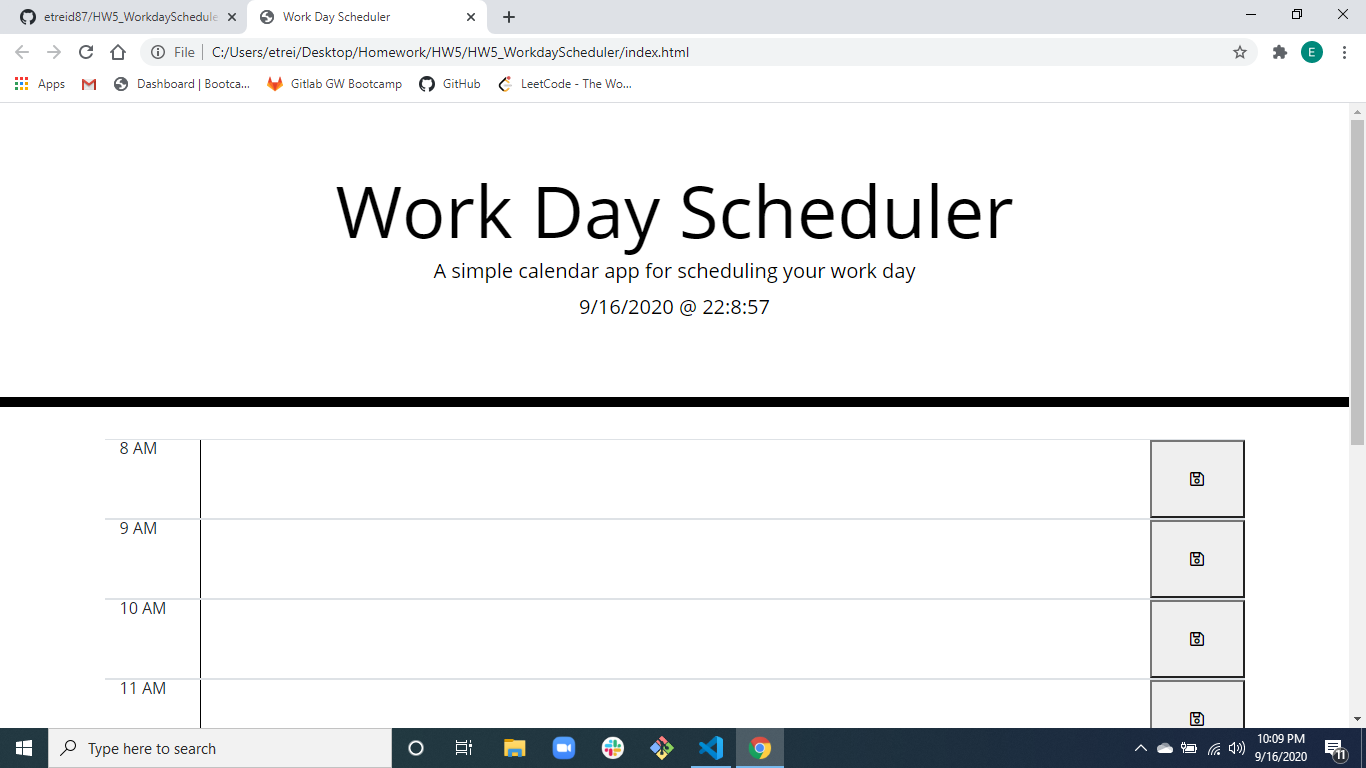 etreid87/HW5_WorkdaySchedule
Work Day Scheduler
File
C:/Users/etrei/Desktop/Homework/HW5/HW5_WorkdayScheduler/index.html
E
Apps
Dashboard | Bootca...
Gitlab GW Bootcamp
GitHub
LeetCode - The Wo...
Work Day Scheduler
A simple calendar app for scheduling your work day
9/16/2020 @ 22:8:57
8 AM
9 AM
10 AM
11 AM
Type here to search
10:09 PM
9/16/2020
11